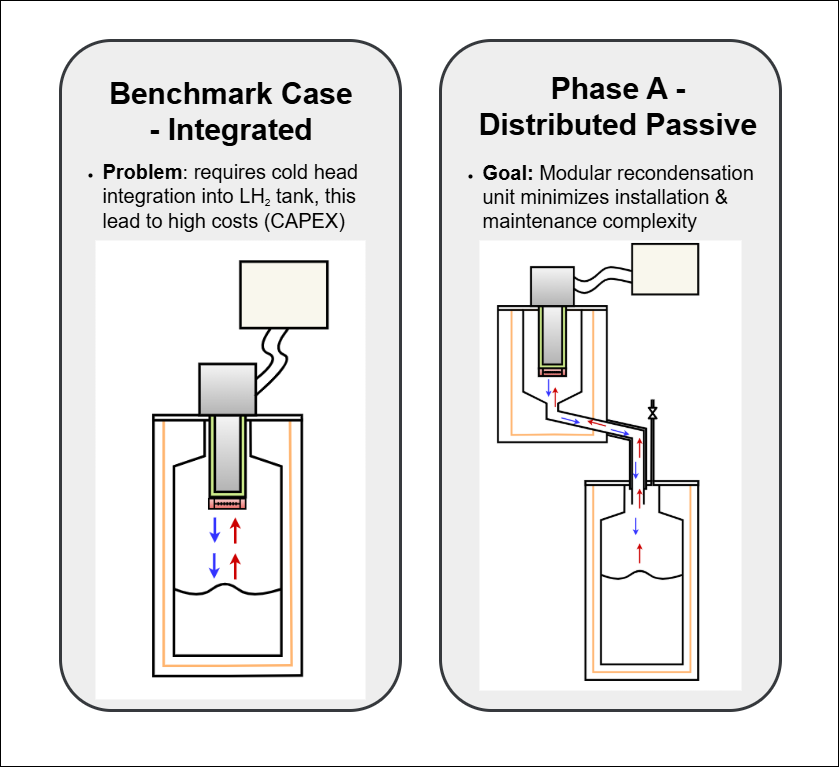 Benchmark Case
- Integrated
• Problem: requires cold head
integration into LH₂ tank, this
lead to high costs (CAPEX)
Phase A -
Distributed Passive
• Goal: Modular recondensation
unit minimizes installation &
maintenance complexity